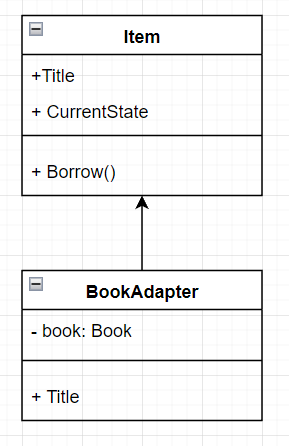 Item
+Title
+ CurrentState
+ Borrow()
BookAdapter
- book: Book
+ Title